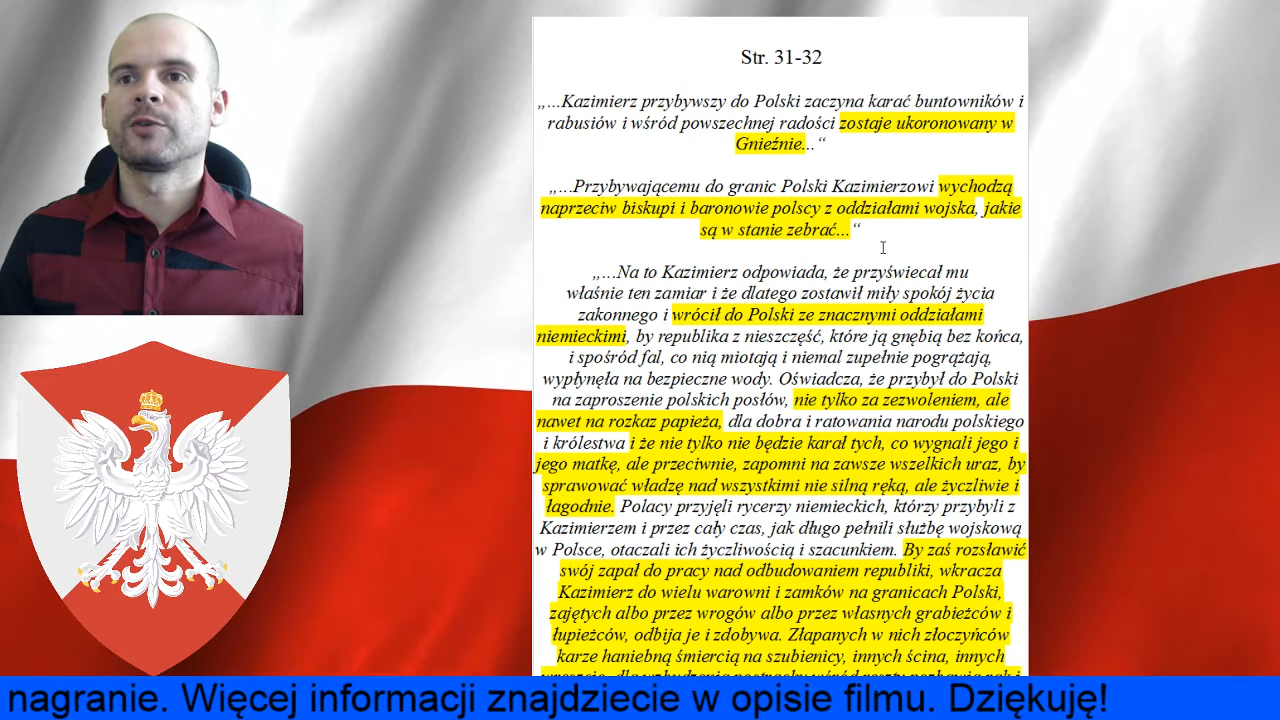 Str. 31-32
„...Kazimierz przybywszy do Polski zaczyna karać buntowników i
rabusiów i wśród powszechnej radości zostaje ukoronowany w
Gnieźnie...“
„...Przybywającemu do granic Polski Kazimierzowi wychodzą
naprzeciw biskupi i baronowie polscy z oddziałami wojska, jakie
są w stanie zebrać...“
„...Na to Kazimierz odpowiada, że przyświecał mu
właśnie ten zamiar i że dlatego zostawił miły spokój życia
zakonnego i wrócił do Polski ze znacznymi oddziałami
niemieckimi, by republika z nieszczęść, które ją gnębią bez końca,
i spośród fal, co nią miotają i niemal zupełnie pogrążają,
wypłynęła na bezpieczne wody. Oświadcza, że przybył do Polski
na zaproszenie polskich posłów, nie tylko za zezwoleniem, ale
nawet na rozkaz papieża, dla dobra i ratowania narodu polskiego
i królestwa i że nie tylko nie będzie karał tych, co wygnali jego i
jego matkę, ale przeciwnie, zapomni na zawsze wszelkich uraz, by
sprawować władzę nad wszystkimi nie silną ręką, ale życzliwie i
łagodnie. Polacy przyjęli rycerzy niemieckich, którzy przybyli z
Kazimierzem i przez cały czas, jak długo pełnili służbę wojskową
w Polsce, otaczali ich życzliwością i szacunkiem. By zaś rozsławić
swój zapał do pracy nad odbudowaniem republiki, wkracza
Kazimierz do wielu warowni i zamków na granicach Polski,
zajętych albo przez wrogów albo przez własnych grabieżców i
łupieżców, odbija je i zdobywa. Złapanych w nich złoczyńców
karze haniebną śmiercią na szubienicy, innych ścina, innych
nagranie. Więcej informacji znajdziecie w opisie filmu. Dziękuję!